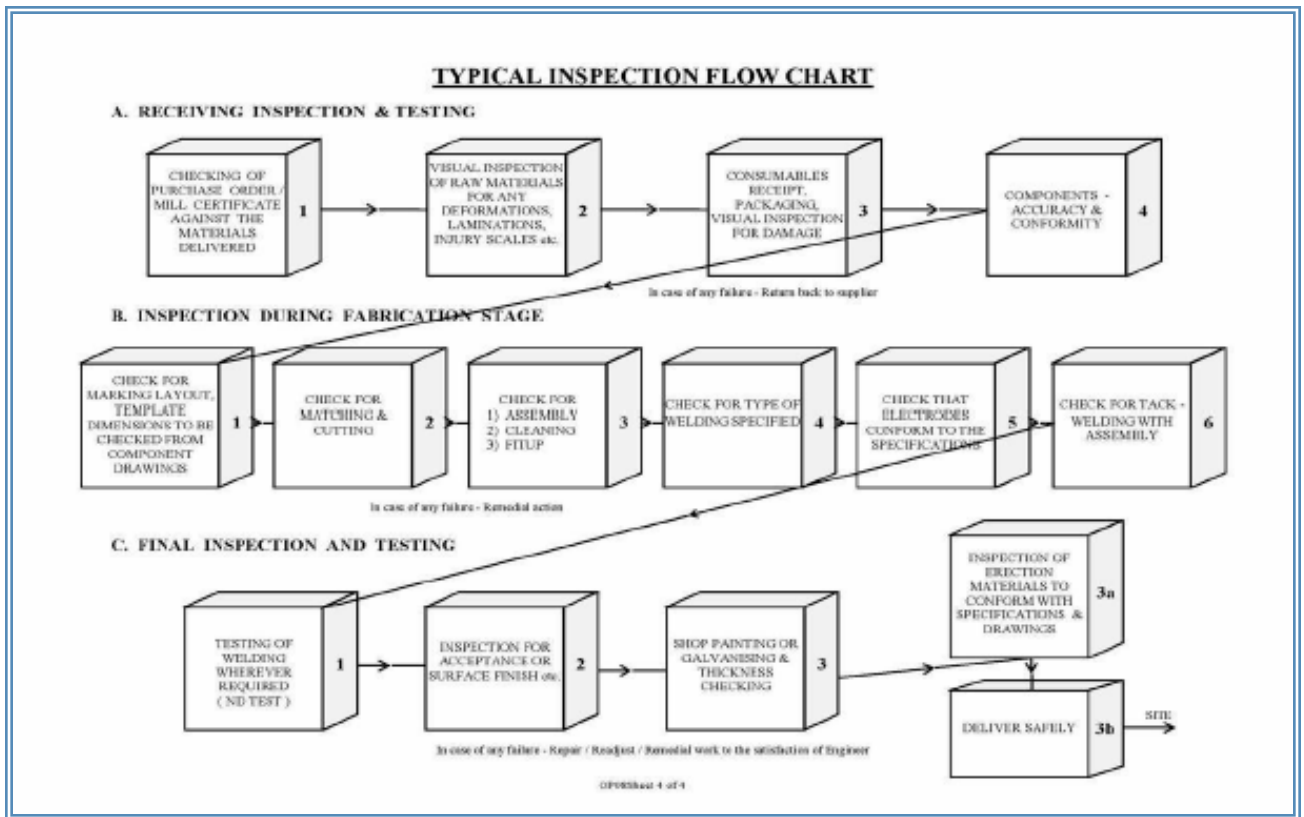 TYPICAL INSPECTION FLOW CHART
A. RECEIVING INSPECTION & TESTING
CHECKING OF
PURCHASE ORDER /
MILL CERTIFICATE
AGAINST THE
MATERIALS
DELIVERED
1
VISUAL INSPECTION
OF RAW MATERIALS
FOR ANY
DEFORMATIONS,
LAMINATIONS,
INJURY SCALES etc.
2
CONSUMABLES
RECEIPT,
PACKAGING,
VISUAL INSPECTION
FOR DAMAGE
3
COMPONENTS -
ACCURACY &
CONFORMITY
4
In case of any failure - Return back to supplier
B. INSPECTION DURING FABRICATION STAGE
CHECK FOR
MARKING LAYOUT,
TEMPLATE
DIMENSIONS TO BE
CHECKED FROM
COMPONENT
DRAWINGS
1
CHECK FOR
MATCHING &
CUTTING
2
CHECK FOR
1) ASSEMBLY
2) CLEANING
3) FITUP
3
CHECK FOR TYPE OF
WELDING SPECIFIED
4
CHECK THAT
ELECTRODES
CONFORM TO THE
SPECIFICATIONS
5
CHECK FOR TACK -
WELDING WITH
ASSEMBLY
6
In case of any failure - Remedial action
C. FINAL INSPECTION AND TESTING
TESTING OF
WELDING
WHEREVER
REQUIRED
( ND TEST )
1
INSPECTION FOR
ACCEPTANCE OR
SURFACE FINISH etc.
2
SHOP PAINTING OR
GALVANISING &
THICKNESS
CHECKING
3
INSPECTION OF
ERECTION
MATERIALS TO
CONFORM WITH
SPECIFICATIONS &
DRAWINGS
3a
DELIVER SAFELY
3b
SITE
In case of any failure - Repair / Readjust / Remedial work to the satisfaction of Engineer
OP08Sheet 4 of 4